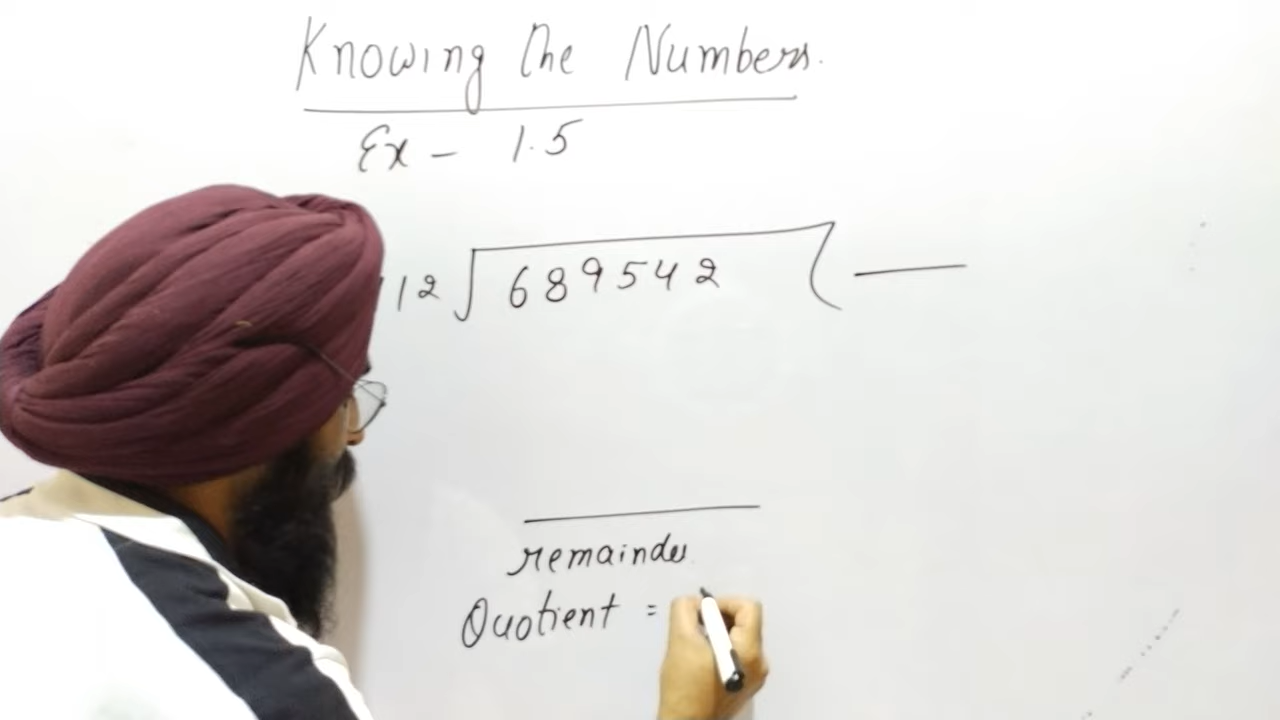 Knowing the Numbers.
Ex - 1.5
12 689542
remainder
Quotient =